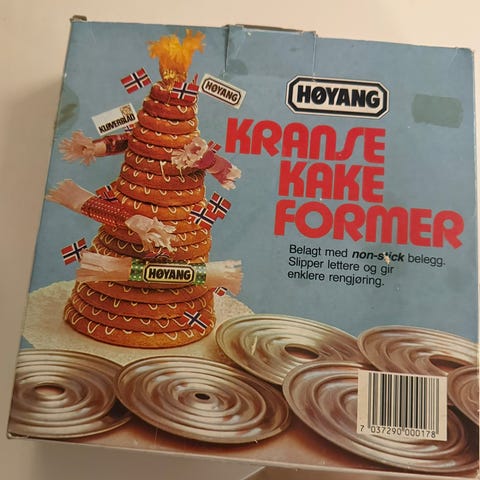 HØYANG
HØYANG
KLØVERBLAD
KRANSE
KAKE
FORMER
Belagt med non-stick belegg.
Slipper lettere og gir
enklere rengjøring.
HØYANG
7 037290 000178